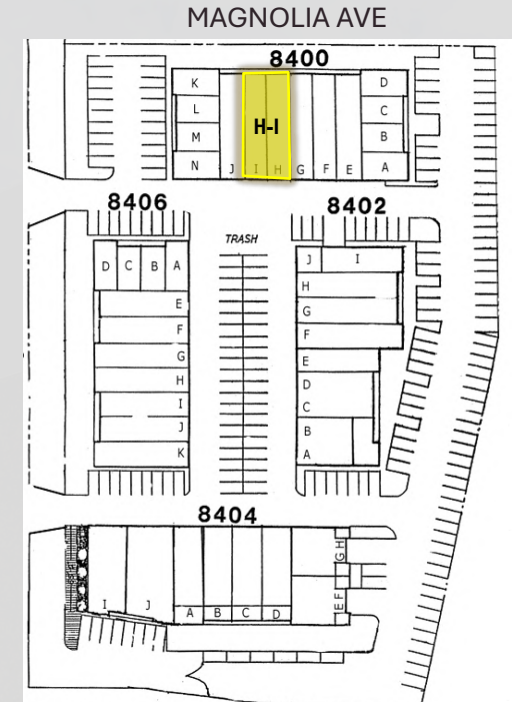 MAGNOLIA AVE
8400
K
L
M
N
J
I
H
G
F
E
D
C
B
A
H-I
8406
8402
TRASH
D C B A
E
F
G
H
I
J
K
J I
H
G
F
E
D
C
B
A
8404
I J A B C D
G H
E F